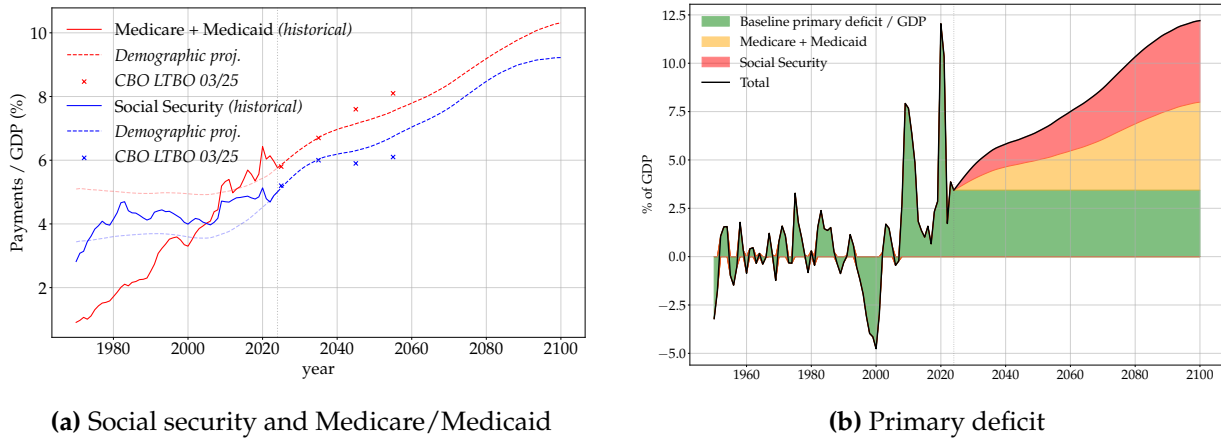 Payments / GDP (%)
10
8
6
4
2
Medicare + Medicaid (historical)
Demographic proj.
CBO LTBO 03/25
Social Security (historical)
Demographic proj.
CBO LTBO 03/25
1980 2000 2020 2040 2060 2080 2100
year
(a) Social security and Medicare/Medicaid
% of GDP
12.5
10.0
7.5
5.0
2.5
0.0
−2.5
−5.0
Baseline primary deficit / GDP
Medicare + Medicaid
Social Security
Total
1960 1980 2000 2020 2040 2060 2080 2100
(b) Primary deficit